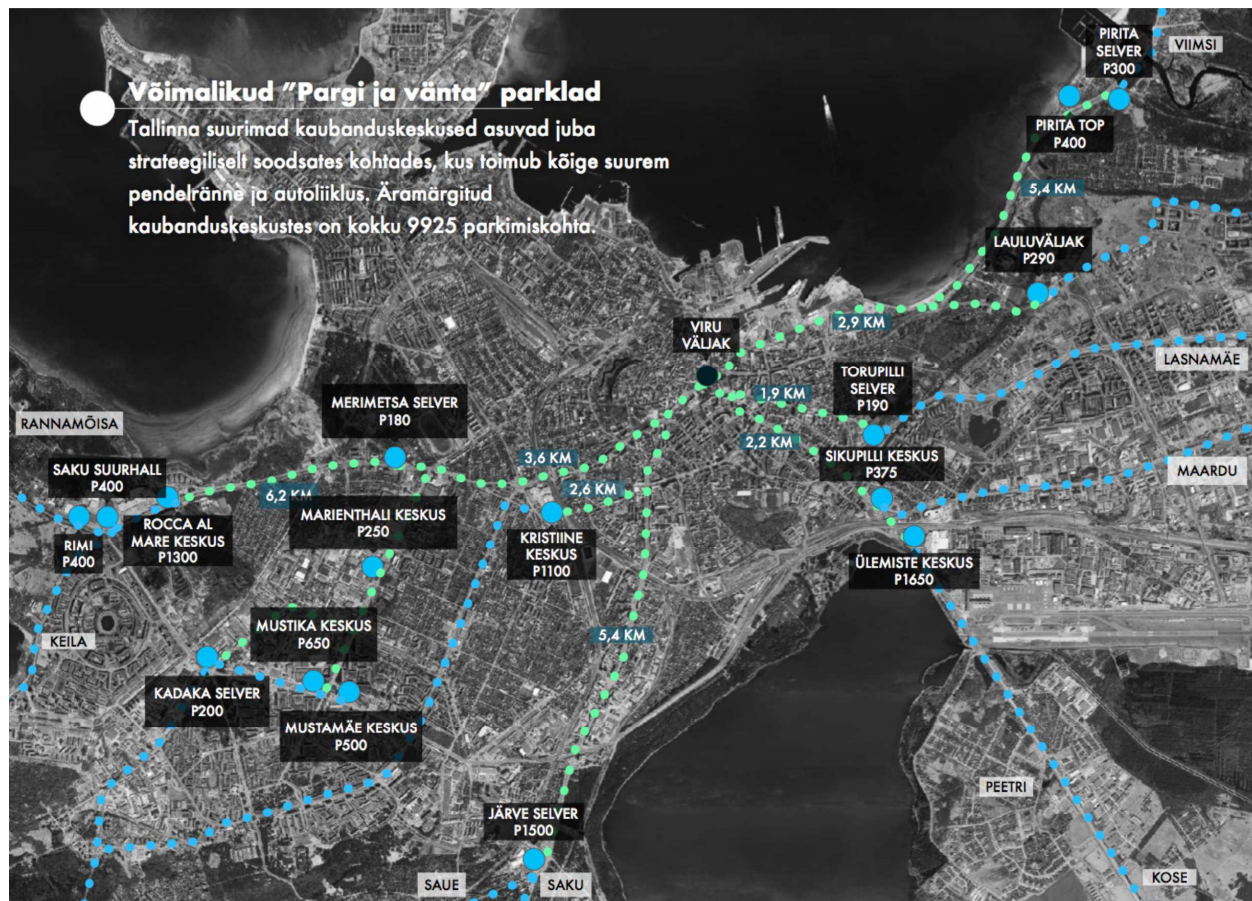 Võimalikud ”Pargi ja vänta” parklad
Tallinna suurimad kaubanduskeskused asuvad juba
strateegiliselt soodsates kohtades, kus toimub kõige suurem
pendelränne ja autoliiklus. Äramärgitud
kaubanduskeskustes on kokku 9925 parkimiskohta.
PIRITA
SELVER
P300
VIIMSI
PIRITA TOP
P400
5,4 KM
LAULUVÄLJAK
P290
2,9 KM
VIRU
VÄLJAK
LASNAMÄE
TORUPILLI
SELVER
P190
1,9 KM
MERIMETSA SELVER
P180
RANNAMÕISA
2,2 KM
3,6 KM
SIKUPILLI KESKUS
P375
MAARDU
SAKU SUURHALL
P400
6,2 KM
2,6 KM
MARIENTHALI KESKUS
P250
ROCCA AL
MARE KESKUS
P1300
KRISTIINE
KESKUS
P1100
RIMI
P400
ÜLEMISTE KESKUS
P1650
MUSTIKA KESKUS
P650
5,4 KM
KEILA
KADAKA SELVER
P200
MUSTAMÄE KESKUS
P500
PEETRI
JÄRVE SELVER
P1500
SAUE
SAKU
KOSE